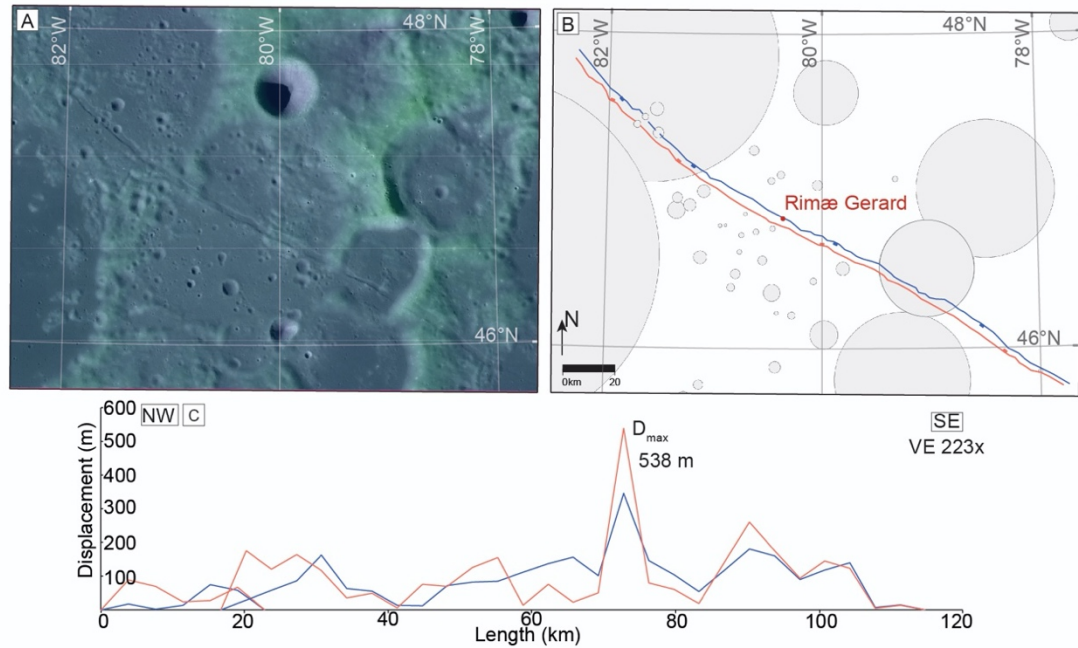 A
82°W
80°W
48°N
78°W
46°N
B
82°W
80°W
48°N
78°W
Rimæ Gerard
N
46°N
0km 20
NW C
SE
VE 223x
Dmax
538 m
Displacement (m)
600
500
400
300
200
100
0 20 40 60 80 100 120
Length (km)